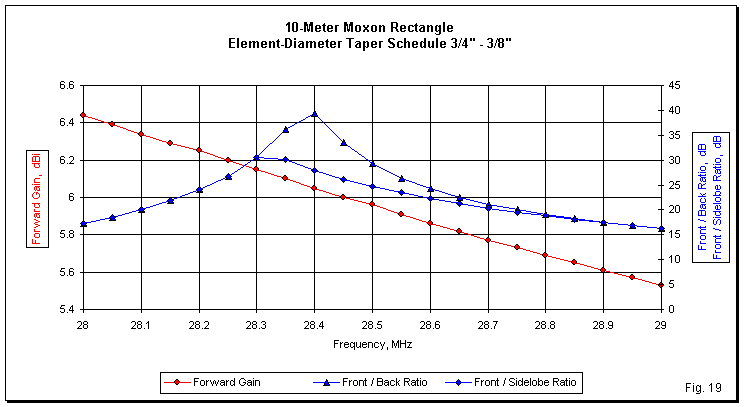 10-Meter Moxon Rectangle
Element-Diameter Taper Schedule 3/4" - 3/8"
6.6
6.4
6.2
6
5.8
5.6
5.4
Forward Gain, dBi
45
40
35
30
25
20
15
10
5
0
Front / Back Ratio, dB
Front / Sidelobe Ratio, dB
28 28.1 28.2 28.3 28.4 28.5 28.6 28.7 28.8 28.9 29
Frequency, MHz
Forward Gain Front / Back Ratio Front / Sidelobe Ratio
Fig. 19